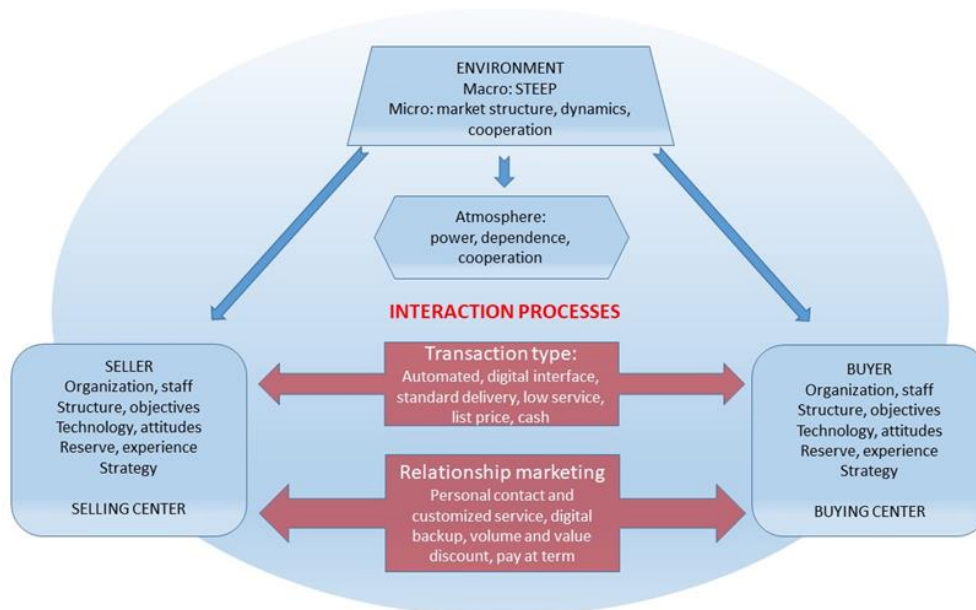 ENVIRONMENT
Macro: STEEP
Micro: market structure, dynamics,
cooperation
Atmosphere:
power, dependence,
cooperation
INTERACTION PROCESSES
SELLER
Organization, staff
Structure, objectives
Technology, attitudes
Reserve, experience
Strategy
SELLING CENTER
Transaction type:
Automated, digital interface,
standard delivery, low service,
list price, cash
Relationship marketing
Personal contact and
customized service, digital
backup, volume and value
discount, pay at term
BUYER
Organization, staff
Structure, objectives
Technology, attitudes
Reserve, experience
Strategy
BUYING CENTER